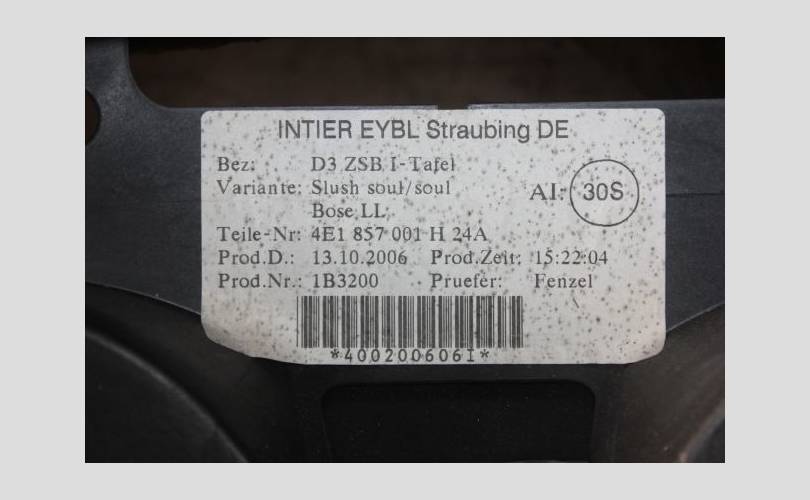 INTIER EYBL Straubing DE
Bez: D3 ZSB I-Tafel
Variante: Slush soul/soul AI: 30S
Bose LL
Teile-Nr: 4E1 857 001 H 24A
Prod.D.: 13.10.2006 Prod.Zeit: 15:22:04
Prod.Nr.: 1B3200 Pruefer: Fenzel
*400200606I*